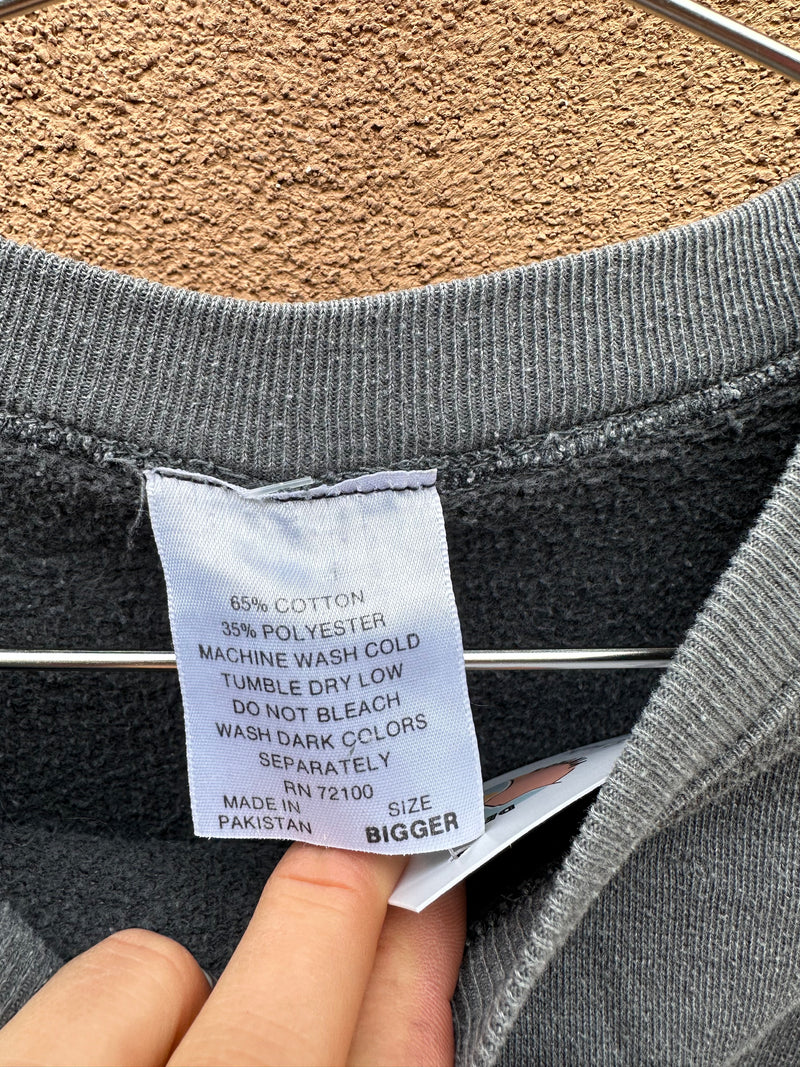 65% COTTON
35% POLYESTER
MACHINE WASH COLD
TUMBLE DRY LOW
DO NOT BLEACH
WASH DARK COLORS
SEPARATELY
RN 72100
MADE IN
PAKISTAN
SIZE
BIGGER